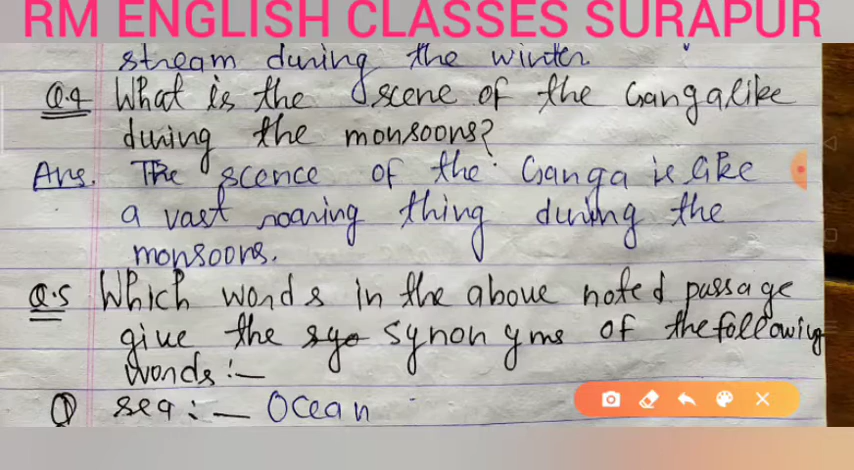 RM ENGLISH CLASSES SURAPUR
stream during the winter.
Q.4 What is the scene of the Ganga like
during the monsoons?
Ans. The scence of the Ganga is like
a vast roaring thing during the
monsoons.
Q.5 Which words in the above noted passage
give the syo synonyms of the following
words :—
① sea : — Ocean